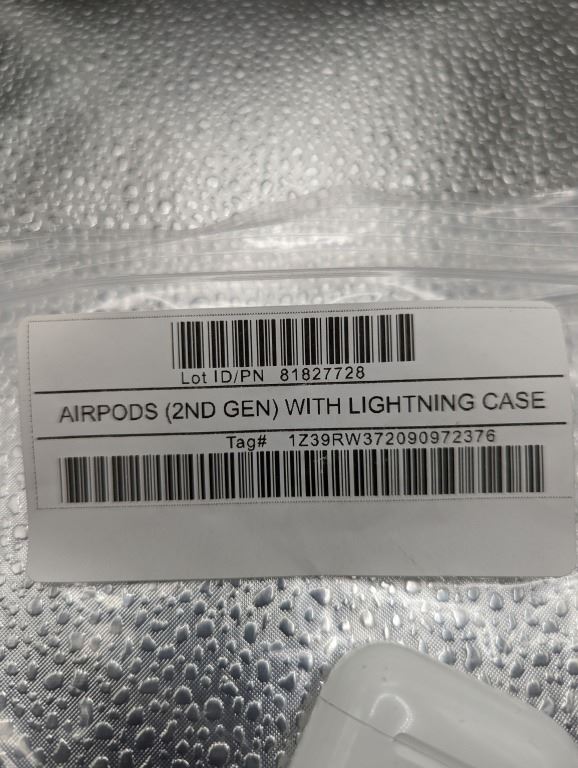 Lot ID/PN 81827728
AIRPODS (2ND GEN) WITH LIGHTNING CASE
Tag# 1Z39RW372090972376